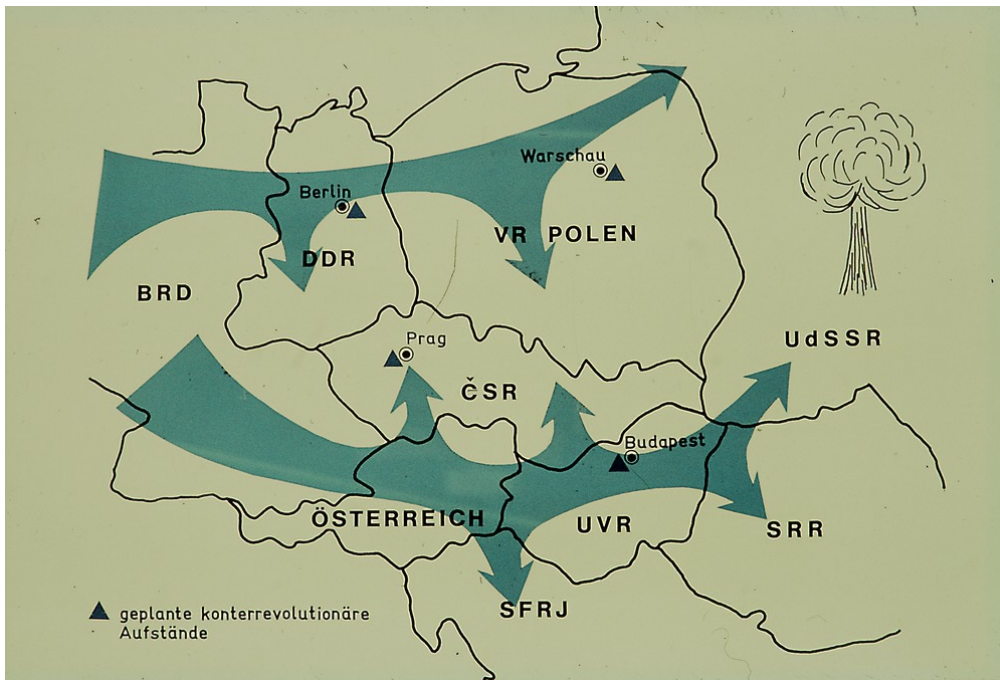 Warschau
Berlin
VR POLEN
DDR
BRD
Prag
UdSSR
ČSR
Budapest
ÖSTERREICH
UVR
SRR
SFRJ
geplante konterrevolutionäre
Aufstände